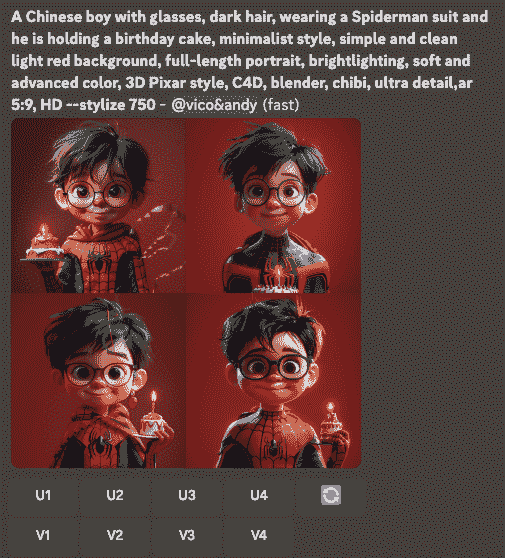 A Chinese boy with glasses, dark hair, wearing a Spiderman suit and
he is holding a birthday cake, minimalist style, simple and clean
light red background, full-length portrait, brightlighting, soft and
advanced color, 3D Pixar style, C4D, blender, chibi, ultra detail,ar
5:9, HD --stylize 750 - @vico&andy (fast)
U1 U2 U3 U4
V1 V2 V3 V4